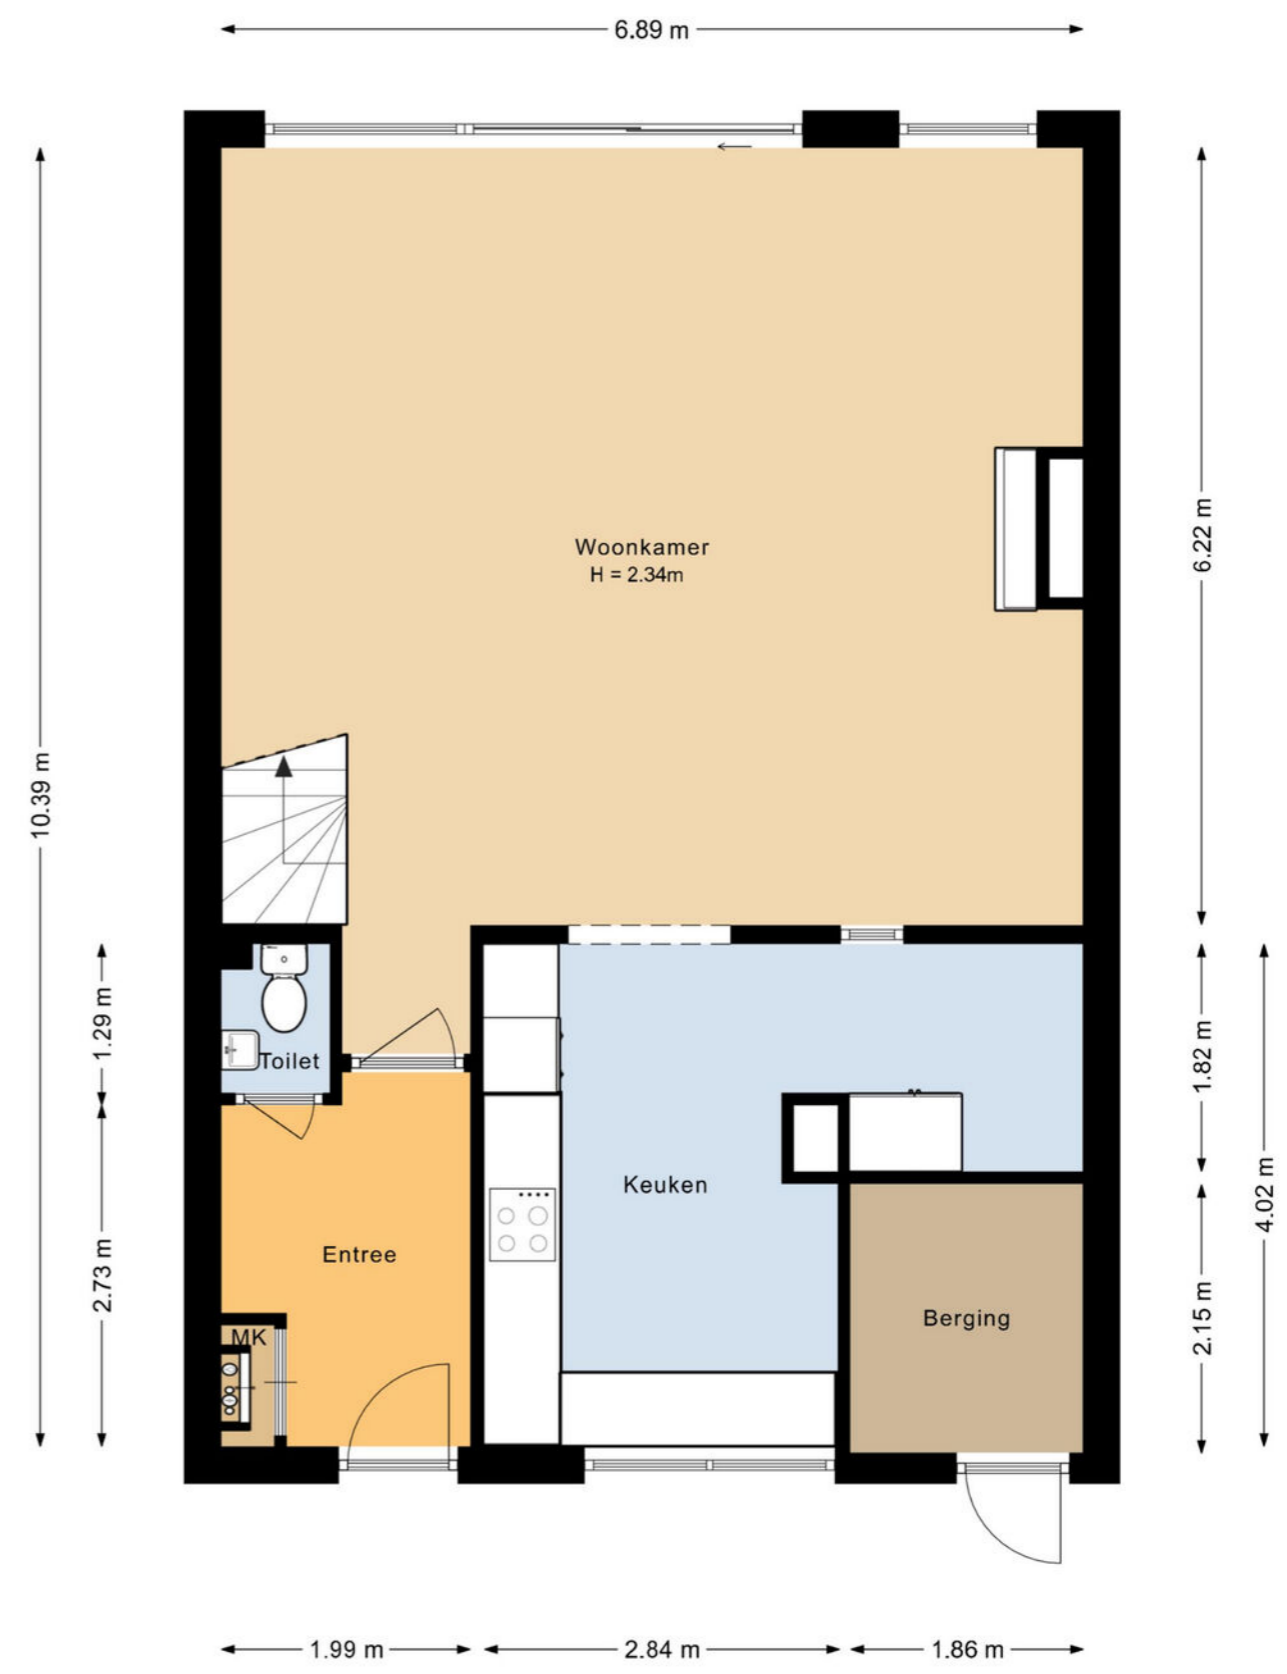 6.89 m
Woonkamer
H = 2.34m
6.22 m
10.39 m
1.29 m
Toilet
1.82 m
Keuken
4.02 m
Entree
2.73 m
Berging
2.15 m
MK
1.99 m
2.84 m
1.86 m